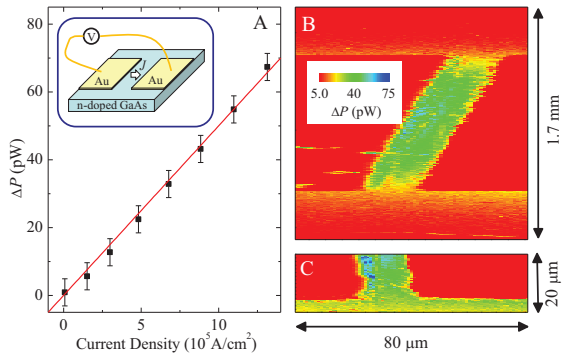 A
80
60
40
20
0
ΔP (pW)
V
Au
J
Au
n-doped GaAs
0
5
10
Current Density (10⁵A/cm²)
B
5.0 40 75
ΔP (pW)
1.7 mm
C
20 μm
80 μm